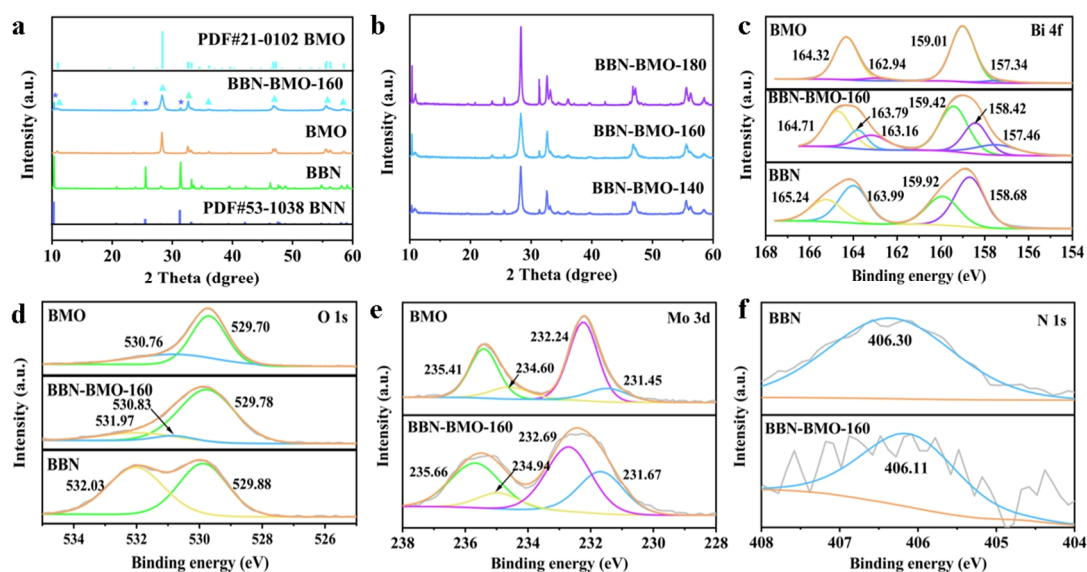 a
PDF#21-0102 BMO
BBN-BMO-160
BMO
BBN
PDF#53-1038 BNN
Intensity (a.u.)
10 20 30 40 50 60
2 Theta (dgree)
b
BBN-BMO-180
BBN-BMO-160
BBN-BMO-140
Intensity (a.u.)
10 20 30 40 50 60
2 Theta (dgree)
c
BMO
Bi 4f
164.32
162.94
159.01
157.34
BBN-BMO-160
164.71
163.79
163.16
159.42
158.42
157.46
BBN
165.24
163.99
159.92
158.68
Intensity (a.u.)
168 166 164 162 160 158 156 154
Binding energy (eV)
d
BMO
O 1s
530.76
529.70
BBN-BMO-160
530.83
531.97
529.78
BBN
532.03
529.88
Intensity (a.u.)
534 532 530 528 526
Binding energy (eV)
e
BMO
Mo 3d
235.41
234.60
232.24
231.45
BBN-BMO-160
235.66
234.94
232.69
231.67
Intensity (a.u.)
238 236 234 232 230 228
Binding energy (eV)
f
BBN
N 1s
406.30
BBN-BMO-160
406.11
Intensity (a.u.)
408 407 406 405 404
Binding energy (eV)